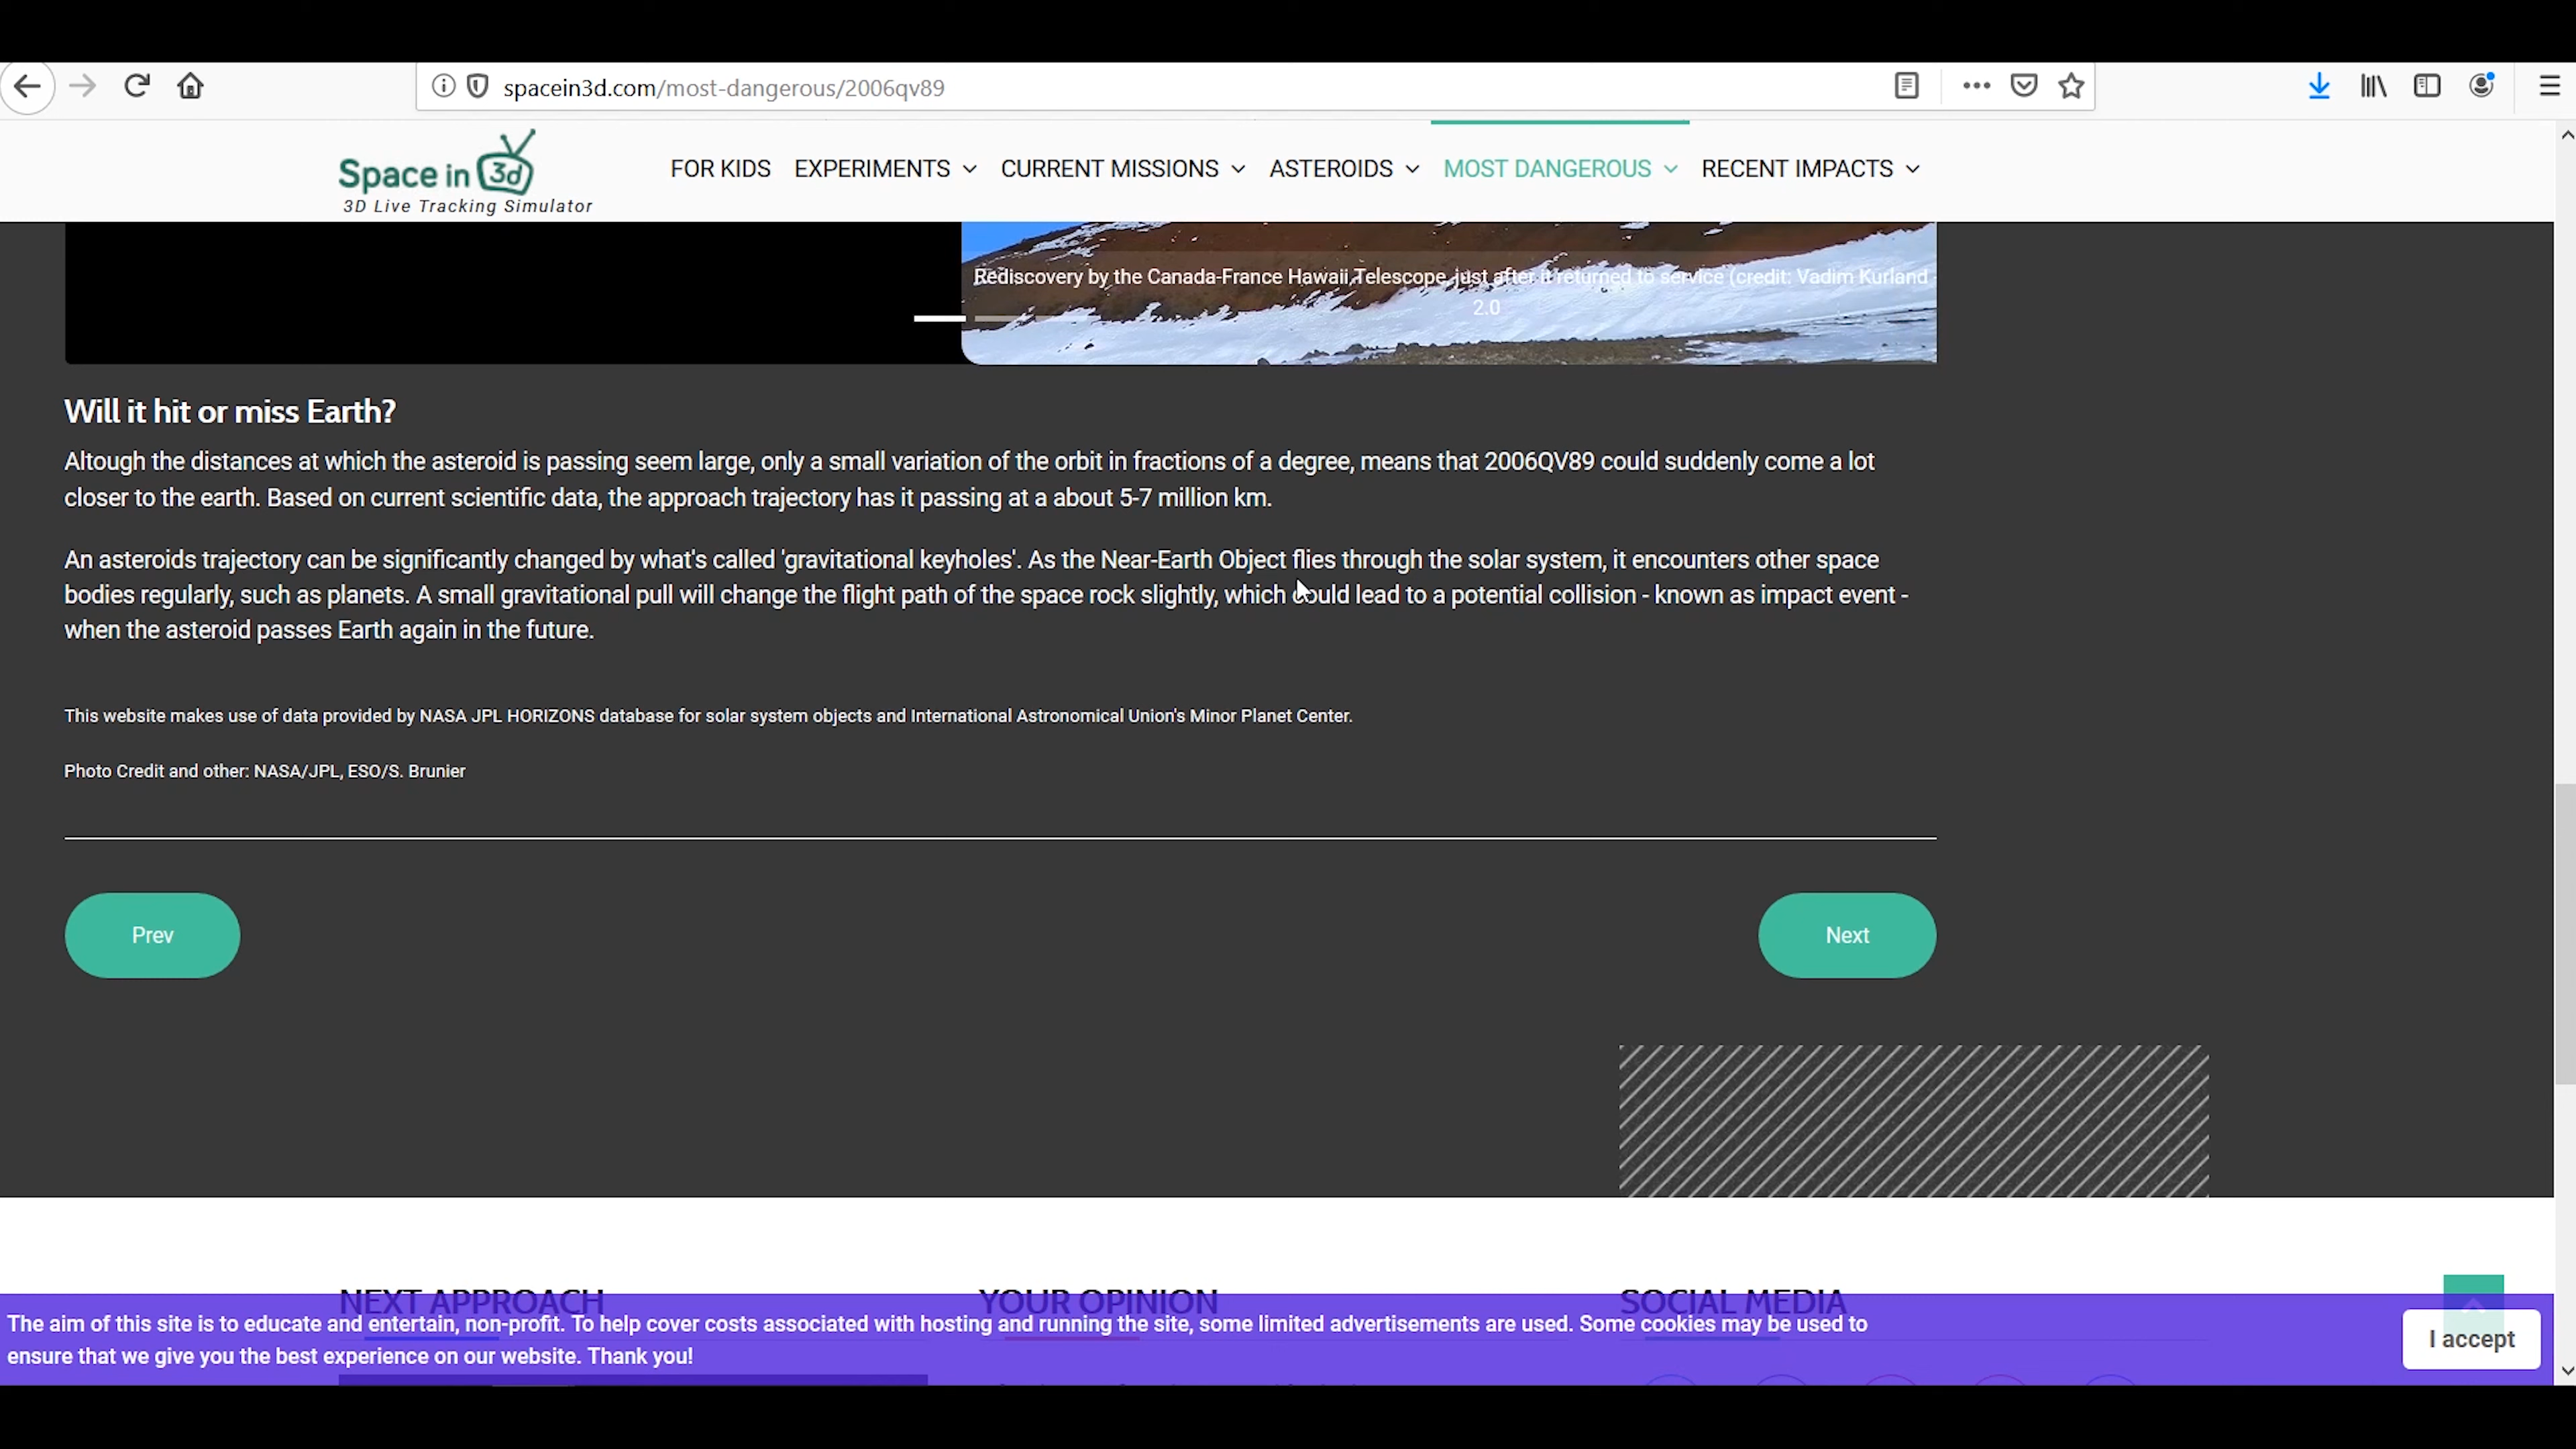 spacein3d.com/most-dangerous/2006qv89
Space in 3d
3D Live Tracking Simulator
FOR KIDS EXPERIMENTS CURRENT MISSIONS ASTEROIDS MOST DANGEROUS RECENT IMPACTS
Rediscovery by the Canada-France Hawaii Telescope just after it returned to service (credit: Vadim Kurland
2.0
Will it hit or miss Earth?
Altough the distances at which the asteroid is passing seem large, only a small variation of the orbit in fractions of a degree, means that 2006QV89 could suddenly come a lot
closer to the earth. Based on current scientific data, the approach trajectory has it passing at a about 5-7 million km.
An asteroids trajectory can be significantly changed by what's called 'gravitational keyholes'. As the Near-Earth Object flies through the solar system, it encounters other space
bodies regularly, such as planets. A small gravitational pull will change the flight path of the space rock slightly, which could lead to a potential collision - known as impact event -
when the asteroid passes Earth again in the future.
This website makes use of data provided by NASA JPL HORIZONS database for solar system objects and International Astronomical Union's Minor Planet Center.
Photo Credit and other: NASA/JPL, ESO/S. Brunier
Prev
Next
NEXT APPROACH YOUR OPINION SOCIAL MEDIA
The aim of this site is to educate and entertain, non-profit. To help cover costs associated with hosting and running the site, some limited advertisements are used. Some cookies may be used to
ensure that we give you the best experience on our website. Thank you!
I accept